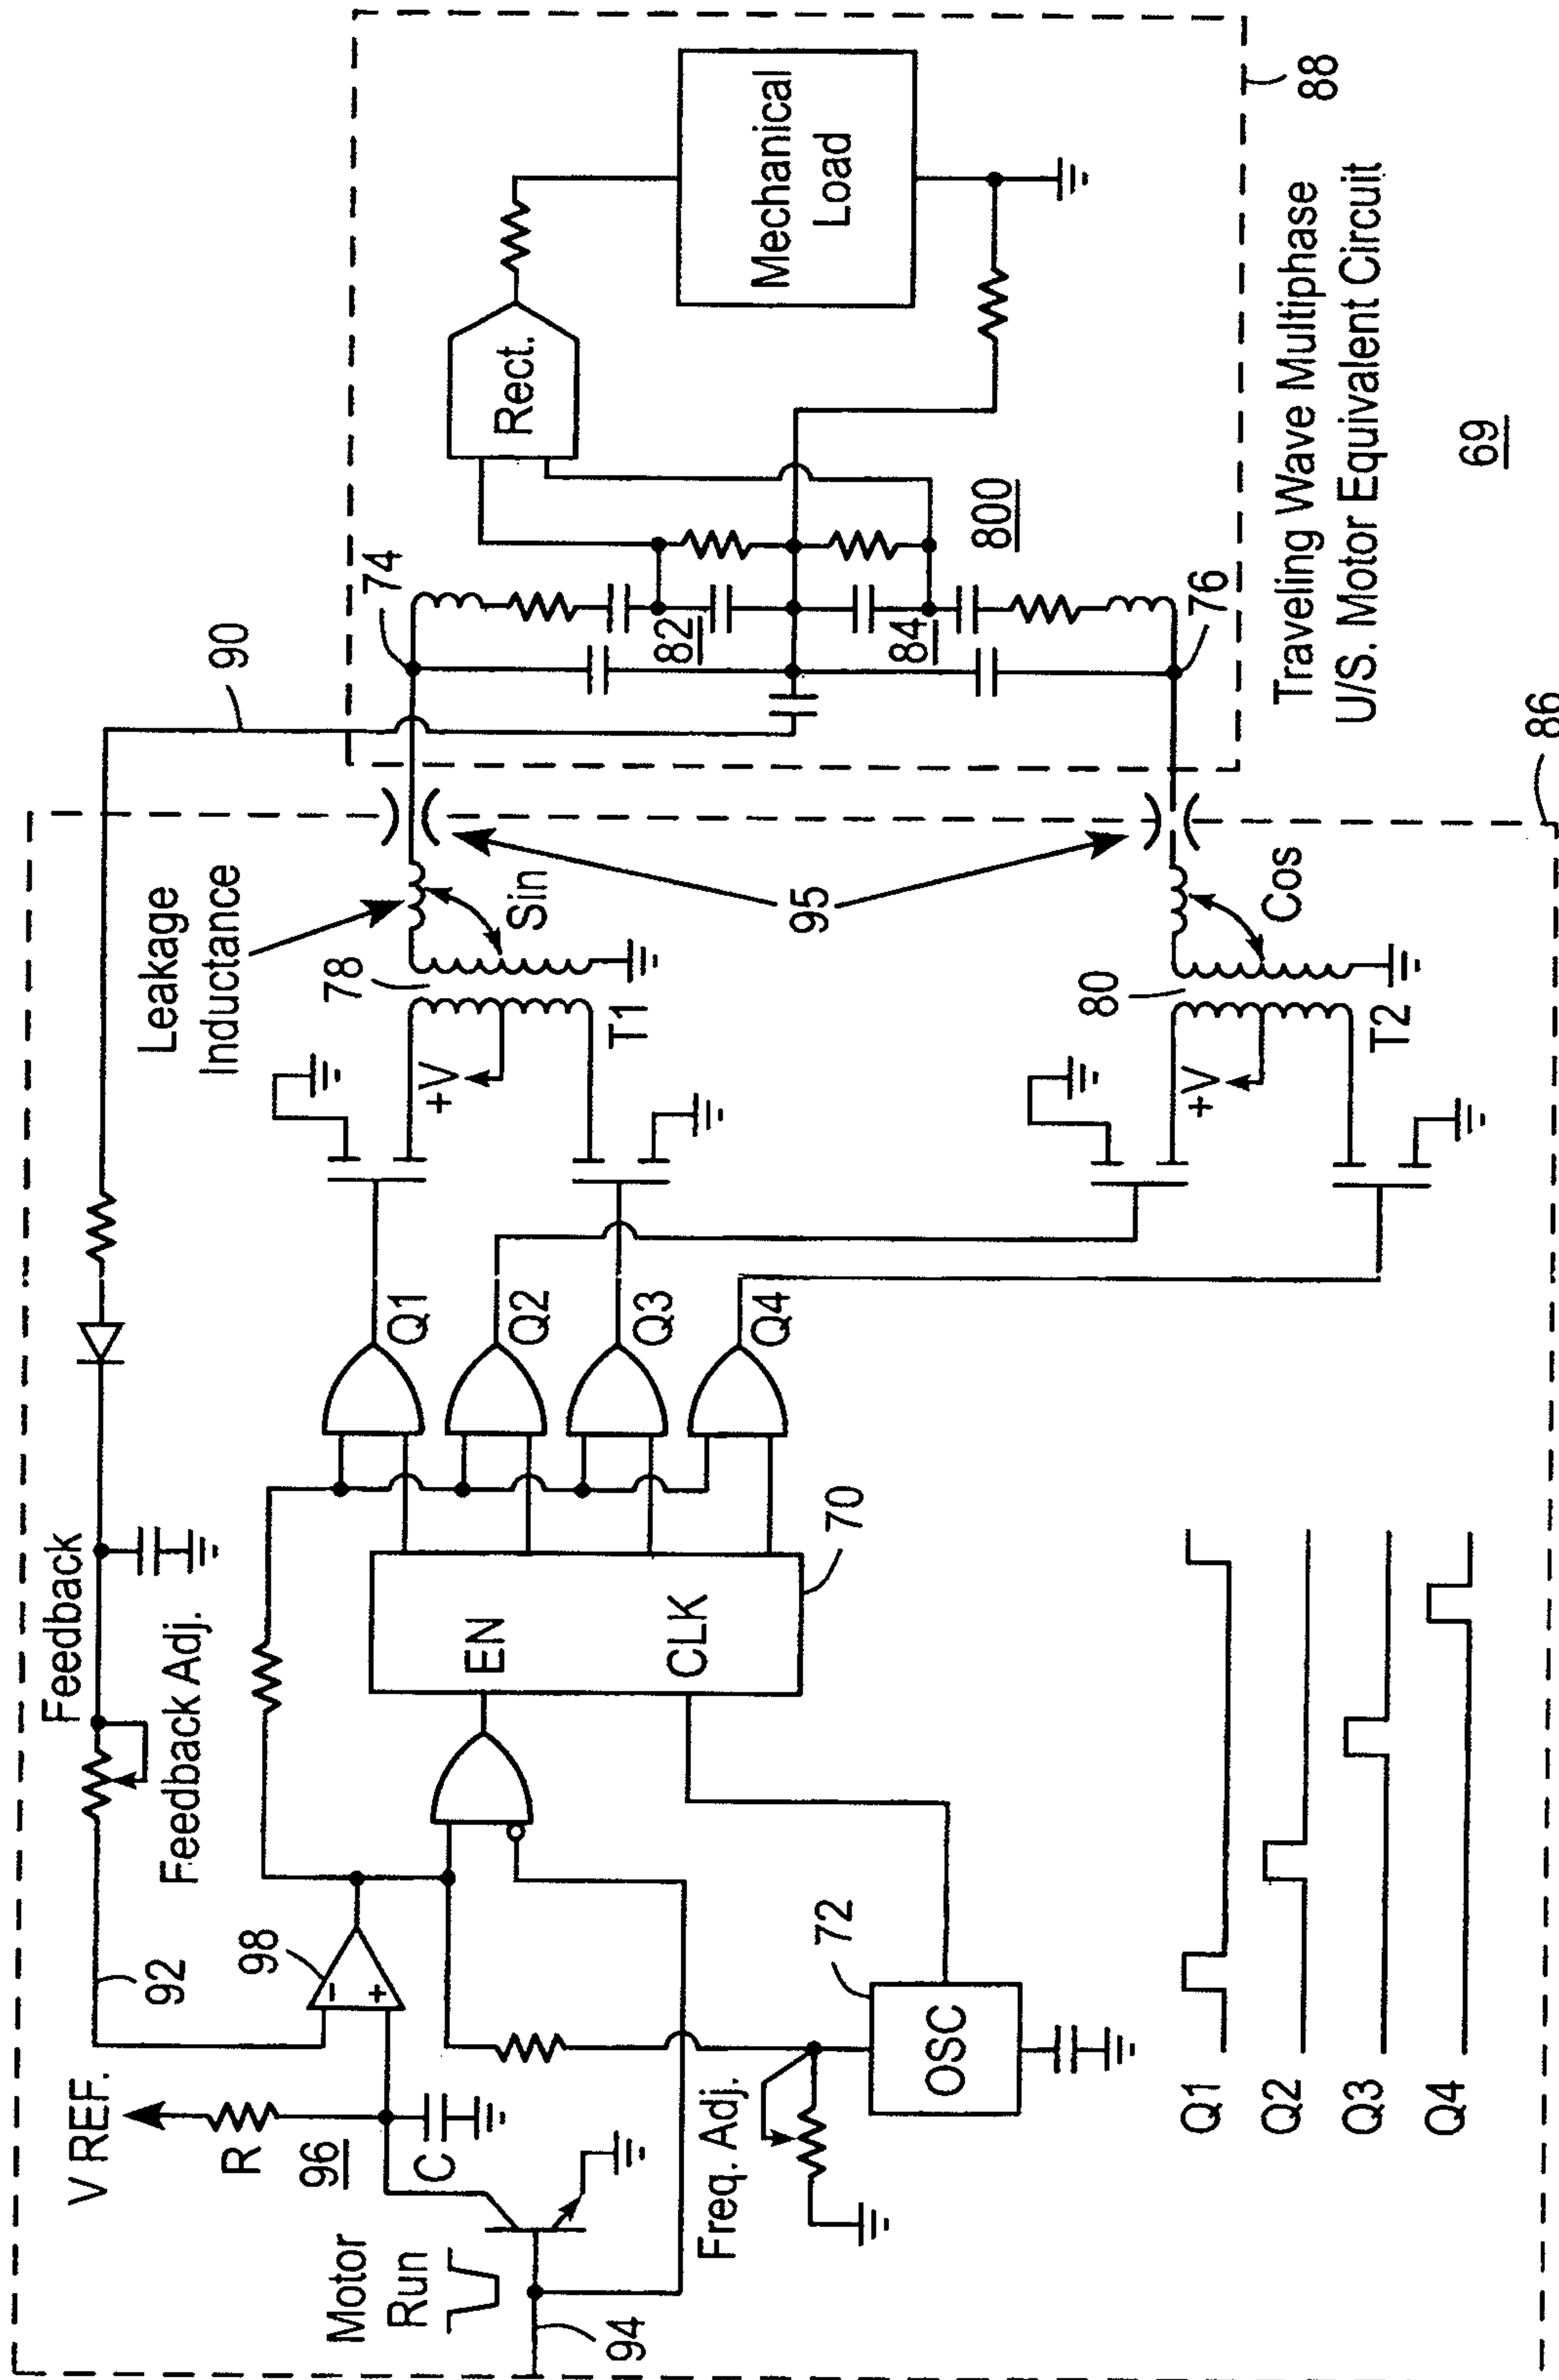 Feedback
Feedback Adj.
90
92
98
V REF.
R
96
C
Motor
Run
94
Freq. Adj.
72
OSC
EN
CLK
70
Q1
Q2
Q3
Q4
Leakage
Inductance
78
Sin
+V
T1
95
80
Cos
+V
T2
74
82
84
800
76
Rect.
Mechanical
Load
88
86
Q1
Q2
Q3
Q4
Traveling Wave Multiphase
U/S. Motor Equivalent Circuit
69